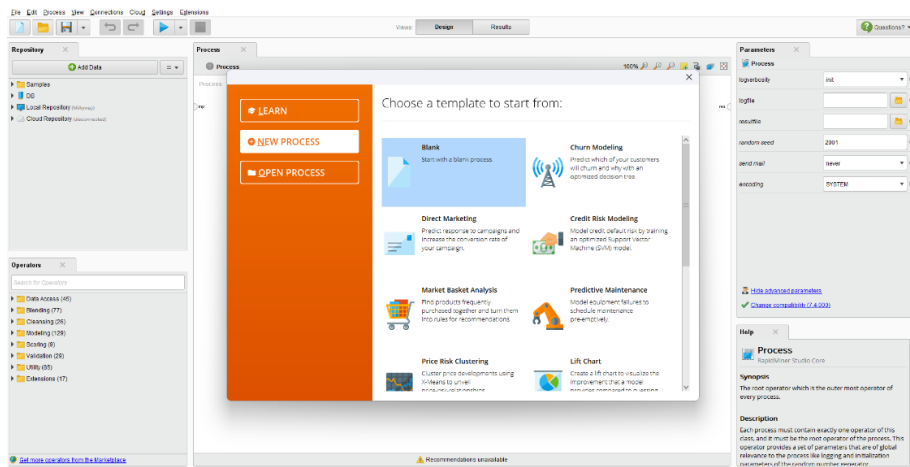 File Edit Process View Connections Cloud Settings Extensions
Views: Design Results
Questions?
Repository
Add Data
Samples
DB
Local Repository
Cloud Repository (disconnected)
Operators
Search for Operators
Data Access (45)
Blending (77)
Cleansing (26)
Modeling (129)
Scoring (9)
Validation (29)
Utility (85)
Extensions (17)
Get more operators from the Marketplace
Process
Process
100%
Process
LEARN
NEW PROCESS
OPEN PROCESS
Choose a template to start from:
Blank
Start with a blank process.
Churn Modeling
Predict which of your customers
will churn and why with an
optimized decision tree.
Direct Marketing
Predict response to campaigns and
increase the conversion rate of
your campaign.
Credit Risk Modeling
Model credit default risk by training
an optimized Support Vector
Machine (SVM) model.
Market Basket Analysis
Find products frequently
purchased together and turn them
into rules for recommendations.
Predictive Maintenance
Model equipment failures to
schedule maintenance
pre-emptively.
Price Risk Clustering
Cluster price developments using
X-Means to unveil
price-risk relationships
Lift Chart
Create a lift chart to visualize the
improvement that a model
provides compared to guessing
Recommendations unavailable
Parameters
Process
logverbosity init
logfile
resultfile
random seed 2001
send mail never
encoding SYSTEM
Hide advanced parameters
Change compatibility (7.4.000)
Help
Process
RapidMiner Studio Core
Synopsis
The root operator which is the outer most operator of
every process.
Description
Each process must contain exactly one operator of this
class, and it must be the root operator of the process. This
operator provides a set of parameters that are of global
relevance to the process like logging and initialization
parameters of the random number generator.